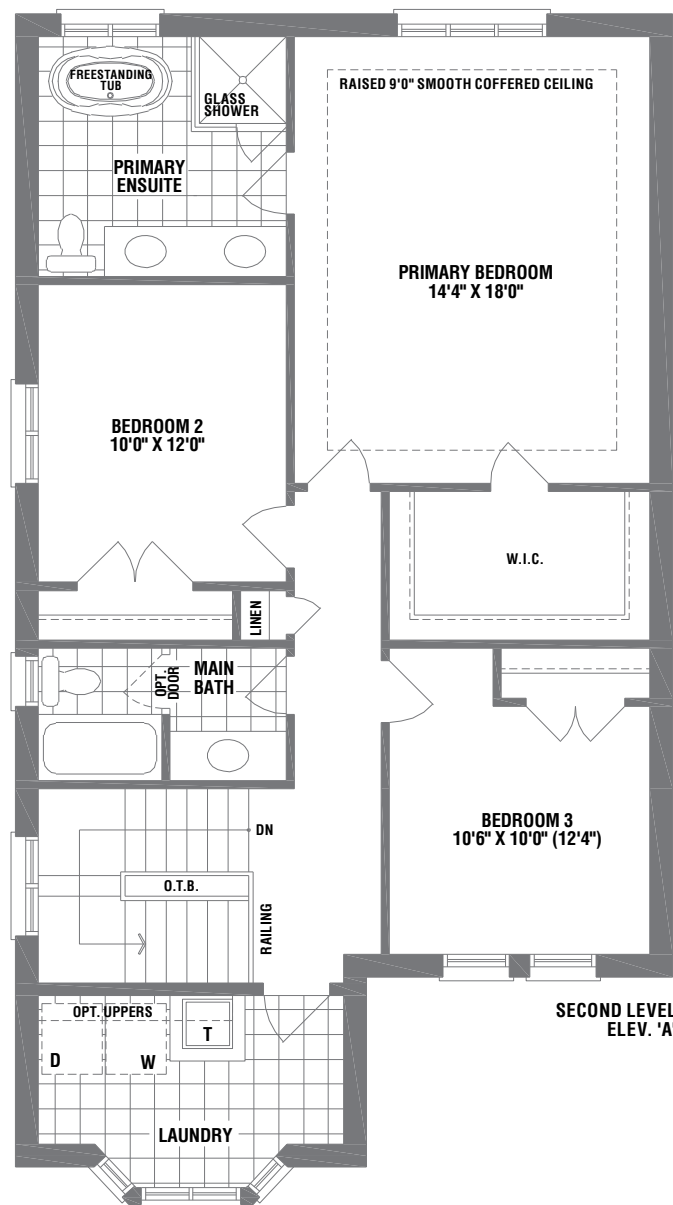 FREESTANDING
TUB
GLASS
SHOWER
RAISED 9'0" SMOOTH COFFERED CEILING
PRIMARY
ENSUITE
PRIMARY BEDROOM
14'4" X 18'0"
BEDROOM 2
10'0" X 12'0"
W.I.C.
LINEN
OPT.
DOOR
MAIN
BATH
BEDROOM 3
10'6" X 10'0" (12'4")
DN
O.T.B.
RAILING
OPT. UPPERS
D
W
T
LAUNDRY
SECOND LEVEL
ELEV. 'A'